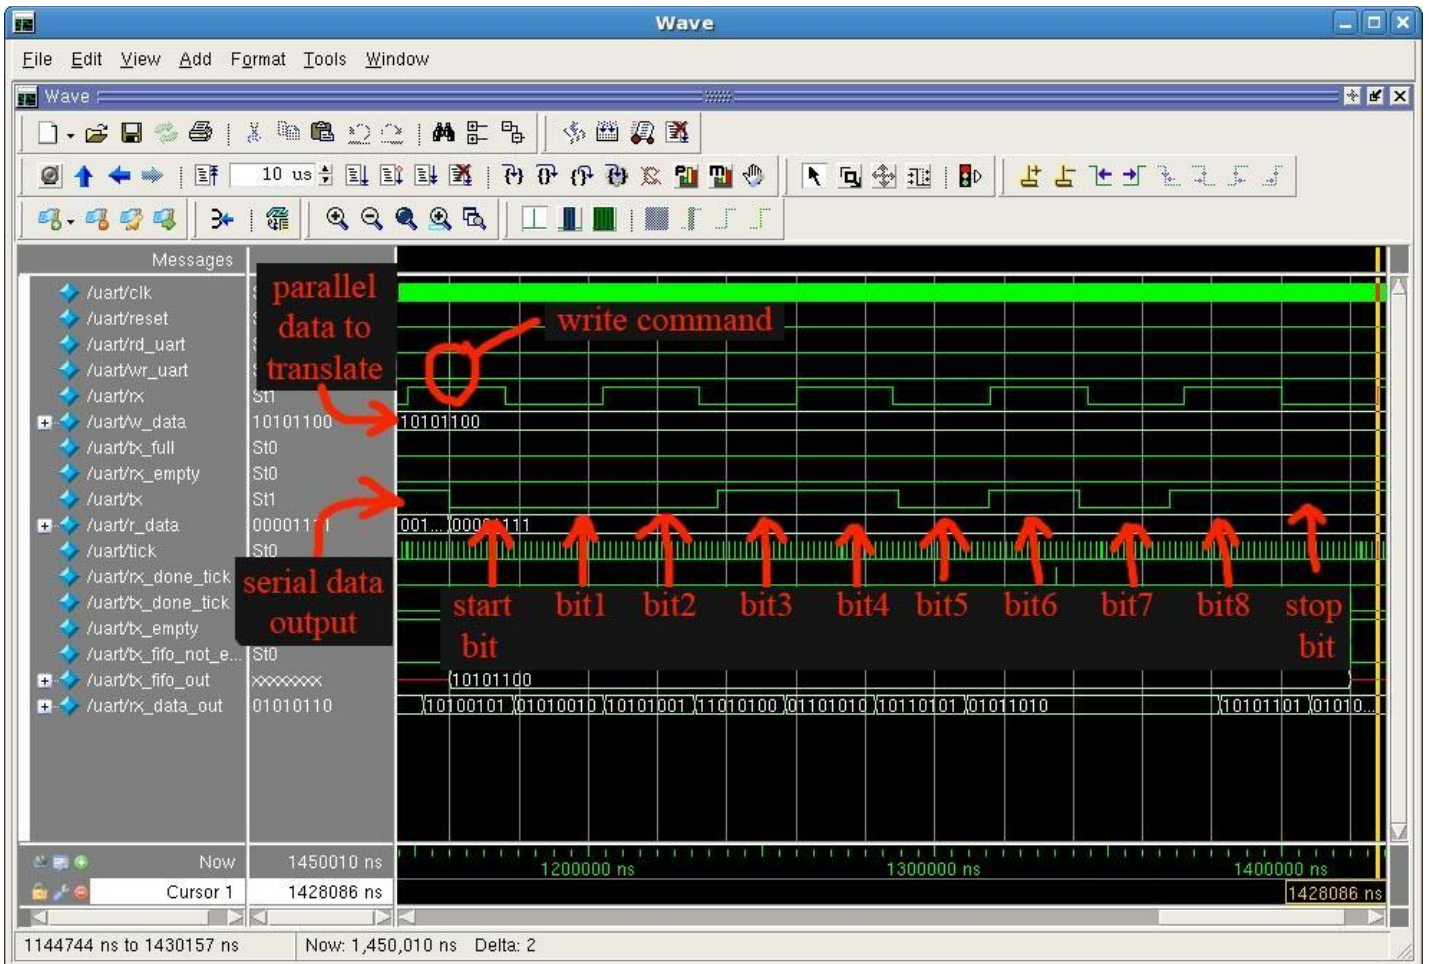 Wave
File Edit View Add Format Tools Window
Wave
10 us
Messages
/uart/clk
/uart/reset
/uart/rd_uart
/uart/wr_uart
/uart/rx St1
/uart/w_data 10101100 10101100
/uart/tx_full St0
/uart/rx_empty St0
/uart/tx St1
/uart/r_data 00001111 001... 00001111
/uart/tick St0
/uart/rx_done_tick
/uart/tx_done_tick
/uart/tx_empty
/uart/tx_fifo_not_e... St0
/uart/tx_fifo_out xxxxxxxx 10101100
/uart/rx_data_out 01010110 10100101 01010010 10101001 11010100 01101010 10110101 01011010 10101101 01010...
parallel
data to
translate
write command
serial data
output
start
bit
bit1 bit2 bit3 bit4 bit5 bit6 bit7 bit8
stop
bit
Now 1450010 ns 1200000 ns 1300000 ns 1400000 ns
Cursor 1 1428086 ns 1428086 ns
1144744 ns to 1430157 ns Now: 1,450,010 ns Delta: 2